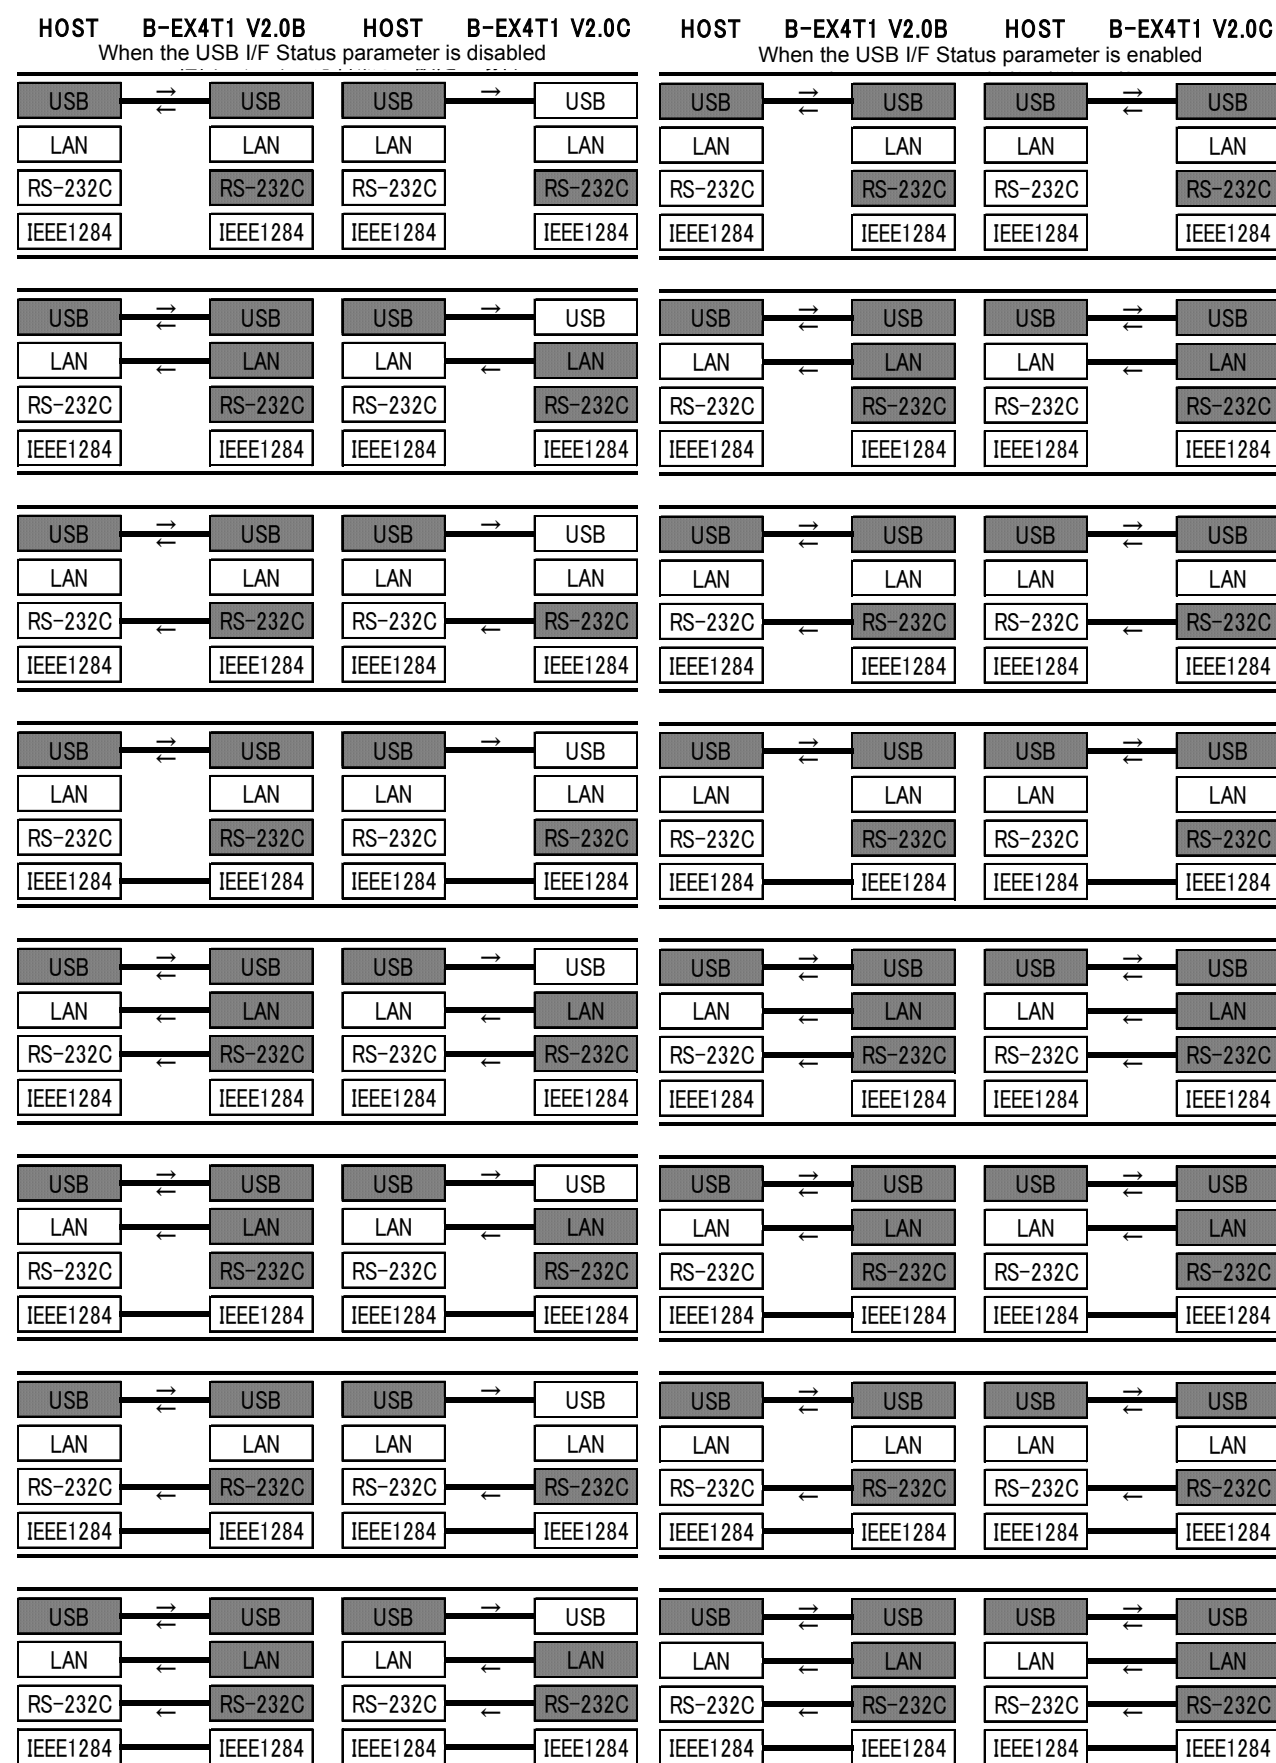 HOST B-EX4T1 V2.0B HOST B-EX4T1 V2.0C HOST B-EX4T1 V2.0B HOST B-EX4T1 V2.0C
When the USB I/F Status parameter is disabled When the USB I/F Status parameter is enabled
USB → ← USB USB → USB USB → ← USB USB → ← USB
LAN LAN LAN LAN LAN LAN LAN LAN
RS-232C RS-232C RS-232C RS-232C RS-232C RS-232C RS-232C RS-232C
IEEE1284 IEEE1284 IEEE1284 IEEE1284 IEEE1284 IEEE1284 IEEE1284 IEEE1284
USB → ← USB USB → USB USB → ← USB USB → ← USB
LAN ← LAN LAN ← LAN LAN ← LAN LAN ← LAN
RS-232C RS-232C RS-232C RS-232C RS-232C RS-232C RS-232C RS-232C
IEEE1284 IEEE1284 IEEE1284 IEEE1284 IEEE1284 IEEE1284 IEEE1284 IEEE1284
USB → ← USB USB → USB USB → ← USB USB → ← USB
LAN LAN LAN LAN LAN LAN LAN LAN
RS-232C ← RS-232C RS-232C ← RS-232C RS-232C ← RS-232C RS-232C ← RS-232C
IEEE1284 IEEE1284 IEEE1284 IEEE1284 IEEE1284 IEEE1284 IEEE1284 IEEE1284
USB → ← USB USB → USB USB → ← USB USB → ← USB
LAN LAN LAN LAN LAN LAN LAN LAN
RS-232C RS-232C RS-232C RS-232C RS-232C RS-232C RS-232C RS-232C
IEEE1284 IEEE1284 IEEE1284 IEEE1284 IEEE1284 IEEE1284 IEEE1284 IEEE1284
USB → ← USB USB → USB USB → ← USB USB → ← USB
LAN ← LAN LAN ← LAN LAN ← LAN LAN ← LAN
RS-232C ← RS-232C RS-232C ← RS-232C RS-232C ← RS-232C RS-232C ← RS-232C
IEEE1284 IEEE1284 IEEE1284 IEEE1284 IEEE1284 IEEE1284 IEEE1284 IEEE1284
USB → ← USB USB → USB USB → ← USB USB → ← USB
LAN ← LAN LAN ← LAN LAN ← LAN LAN ← LAN
RS-232C RS-232C RS-232C RS-232C RS-232C RS-232C RS-232C RS-232C
IEEE1284 IEEE1284 IEEE1284 IEEE1284 IEEE1284 IEEE1284 IEEE1284 IEEE1284
USB → ← USB USB → USB USB → ← USB USB → ← USB
LAN LAN LAN LAN LAN LAN LAN LAN
RS-232C ← RS-232C RS-232C ← RS-232C RS-232C ← RS-232C RS-232C ← RS-232C
IEEE1284 IEEE1284 IEEE1284 IEEE1284 IEEE1284 IEEE1284 IEEE1284 IEEE1284
USB → ← USB USB → USB USB → ← USB USB → ← USB
LAN ← LAN LAN ← LAN LAN ← LAN LAN ← LAN
RS-232C ← RS-232C RS-232C ← RS-232C RS-232C ← RS-232C RS-232C ← RS-232C
IEEE1284 IEEE1284 IEEE1284 IEEE1284 IEEE1284 IEEE1284 IEEE1284 IEEE1284